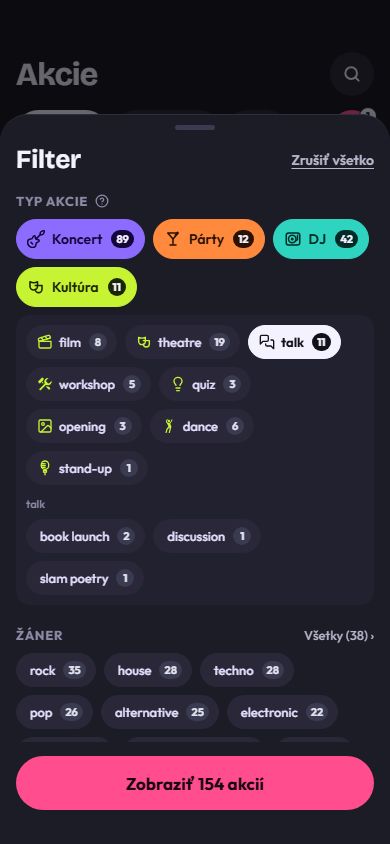 Akcie
Filter
Zrušiť všetko
TYP AKCIE ?
Koncert 89 Párty 12 DJ 42
Kultúra 11
film 8 theatre 19 talk 11
workshop 5 quiz 3
opening 3 dance 6
stand-up 1
talk
book launch 2 discussion 1
slam poetry 1
ŽÁNER Všetky (38) ›
rock 35 house 28 techno 28
pop 26 alternative 25 electronic 22
Zobraziť 154 akcií